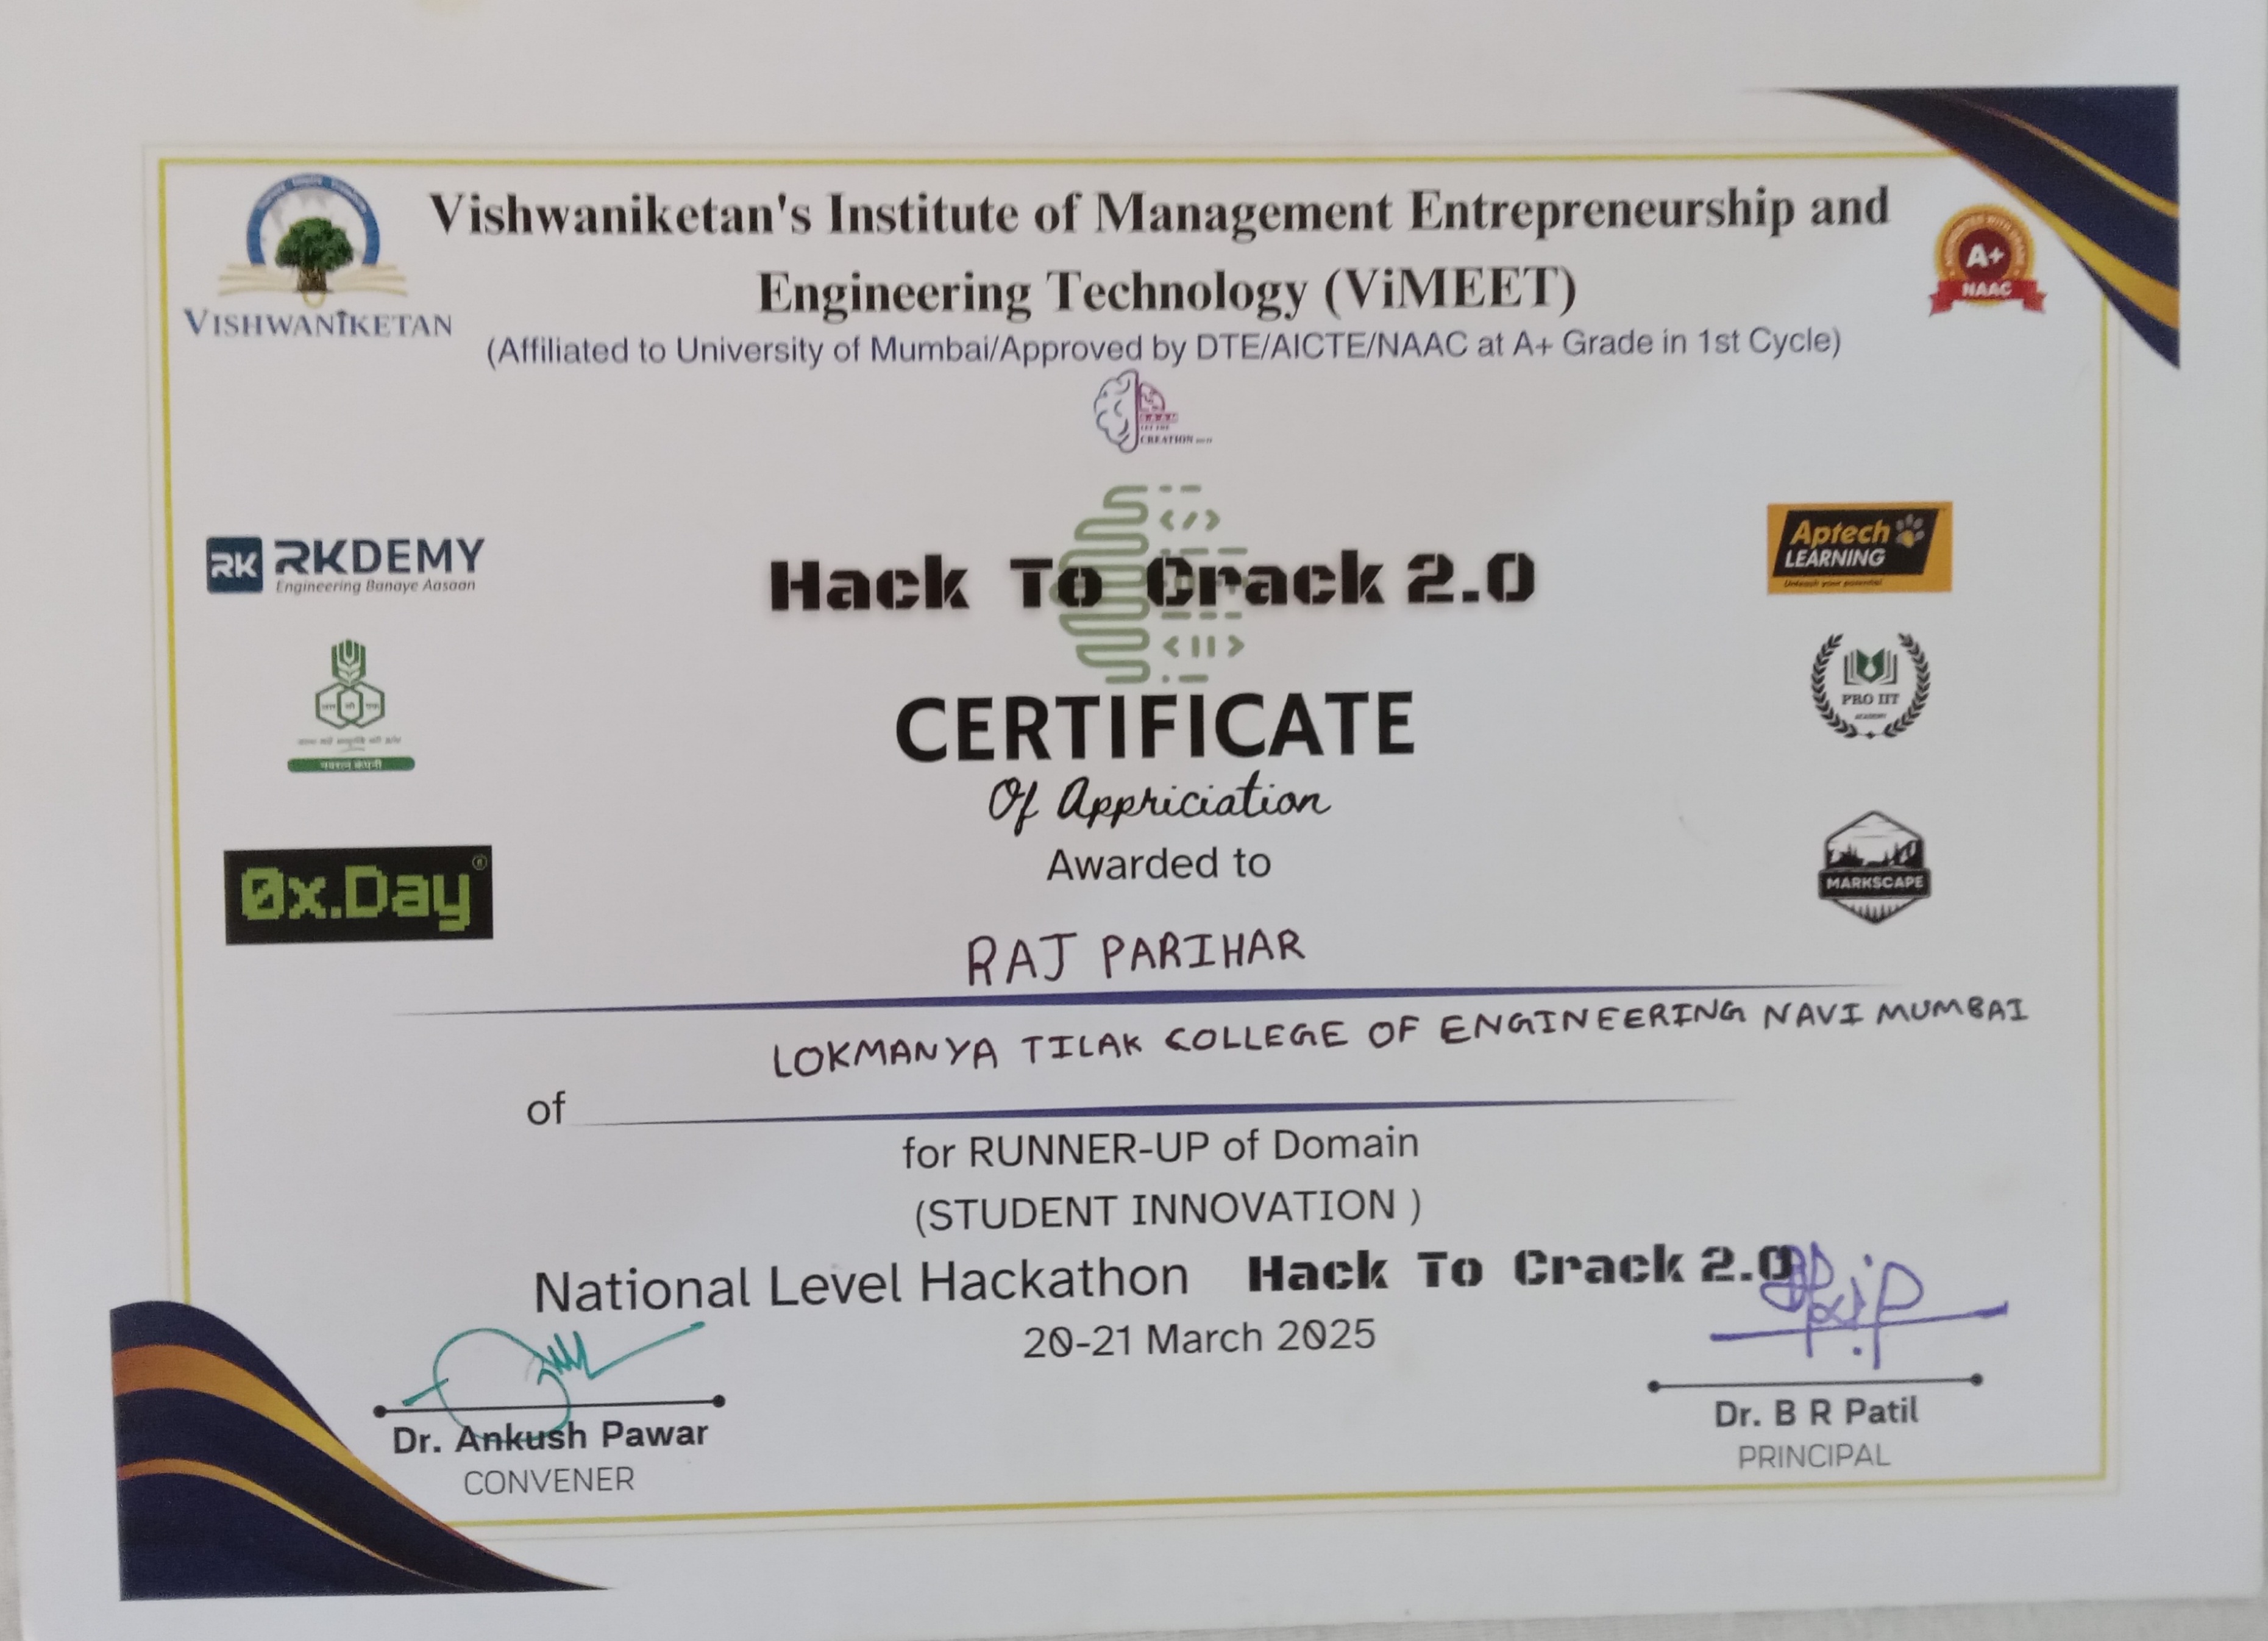 Vishwaniketan's Institute of Management Entrepreneurship and
Engineering Technology (ViMEET)
(Affiliated to University of Mumbai/Approved by DTE/AICTE/NAAC at A+ Grade in 1st Cycle)
VISHWANIKETAN
A+
NAAC
CREATION
RK RKDEMY
Engineering Banaye Aasaan
Aptech
LEARNING
Unleash your potential
Hack To Crack 2.0
PRO IIT
ACADEMY
नवरत्न कंपनी
CERTIFICATE
Of Appriciation
Awarded to
0x.Day
MARKSCAPE
RAJ PARIHAR
LOKMANYA TILAK COLLEGE OF ENGINEERING NAVI MUMBAI
of
for RUNNER-UP of Domain
(STUDENT INNOVATION )
National Level Hackathon Hack To Crack 2.0
20-21 March 2025
Dr. Ankush Pawar
CONVENER
Dr. B R Patil
PRINCIPAL